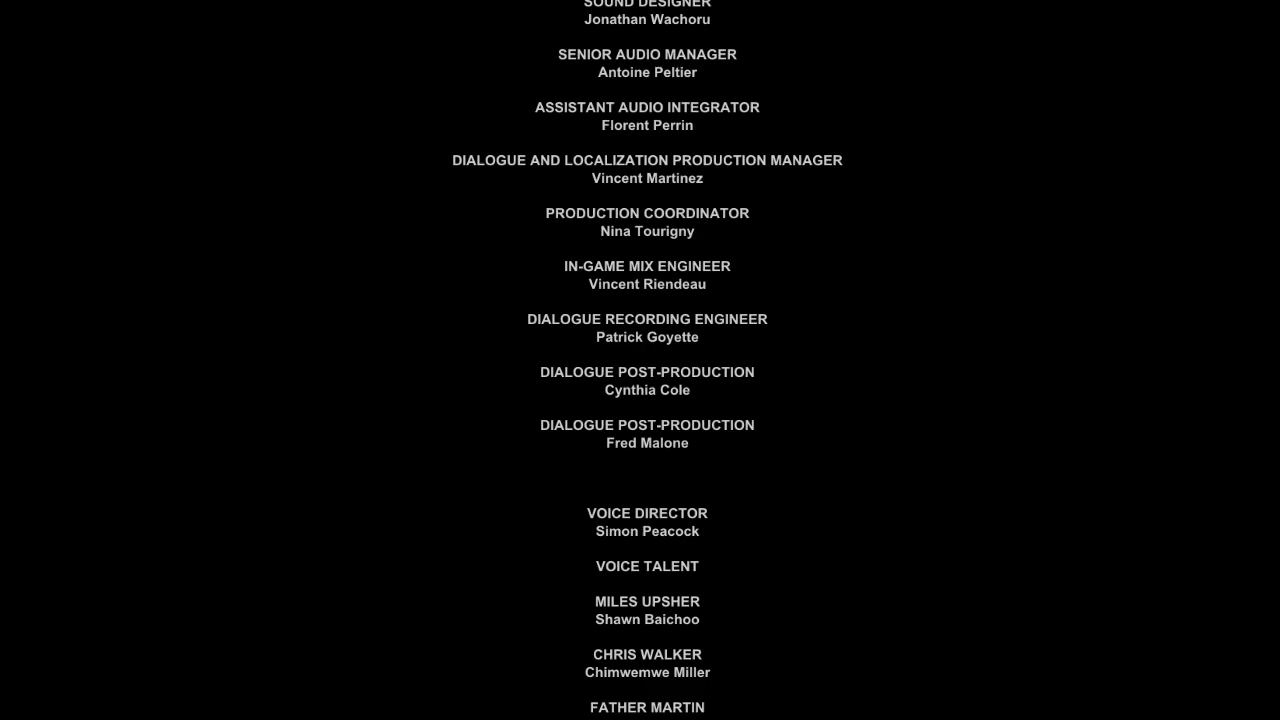 SOUND DESIGNER
Jonathan Wachoru
SENIOR AUDIO MANAGER
Antoine Peltier
ASSISTANT AUDIO INTEGRATOR
Florent Perrin
DIALOGUE AND LOCALIZATION PRODUCTION MANAGER
Vincent Martinez
PRODUCTION COORDINATOR
Nina Tourigny
IN-GAME MIX ENGINEER
Vincent Riendeau
DIALOGUE RECORDING ENGINEER
Patrick Goyette
DIALOGUE POST-PRODUCTION
Cynthia Cole
DIALOGUE POST-PRODUCTION
Fred Malone
VOICE DIRECTOR
Simon Peacock
VOICE TALENT
MILES UPSHER
Shawn Baichoo
CHRIS WALKER
Chimwemwe Miller
FATHER MARTIN